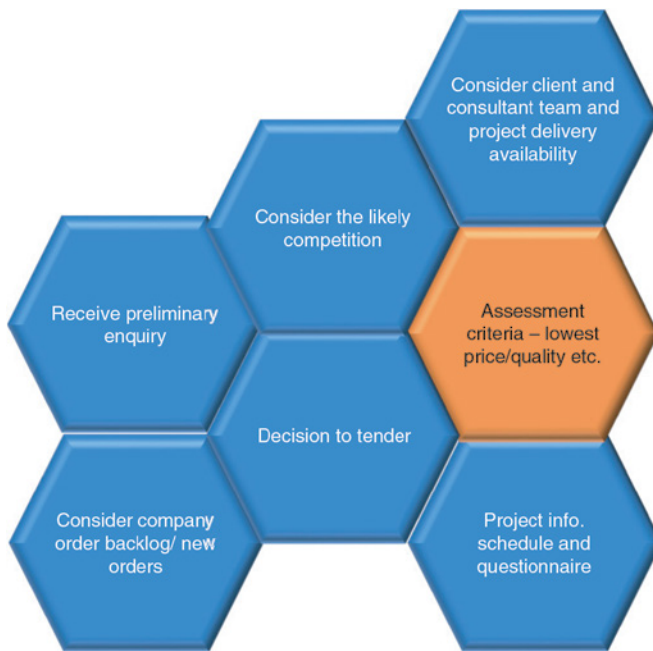 Consider client and
consultant team and
project delivery
availability
Consider the likely
competition
Receive preliminary
enquiry
Assessment
criteria – lowest
price/quality etc.
Decision to tender
Consider company
order backlog/ new
orders
Project info.
schedule and
questionnaire